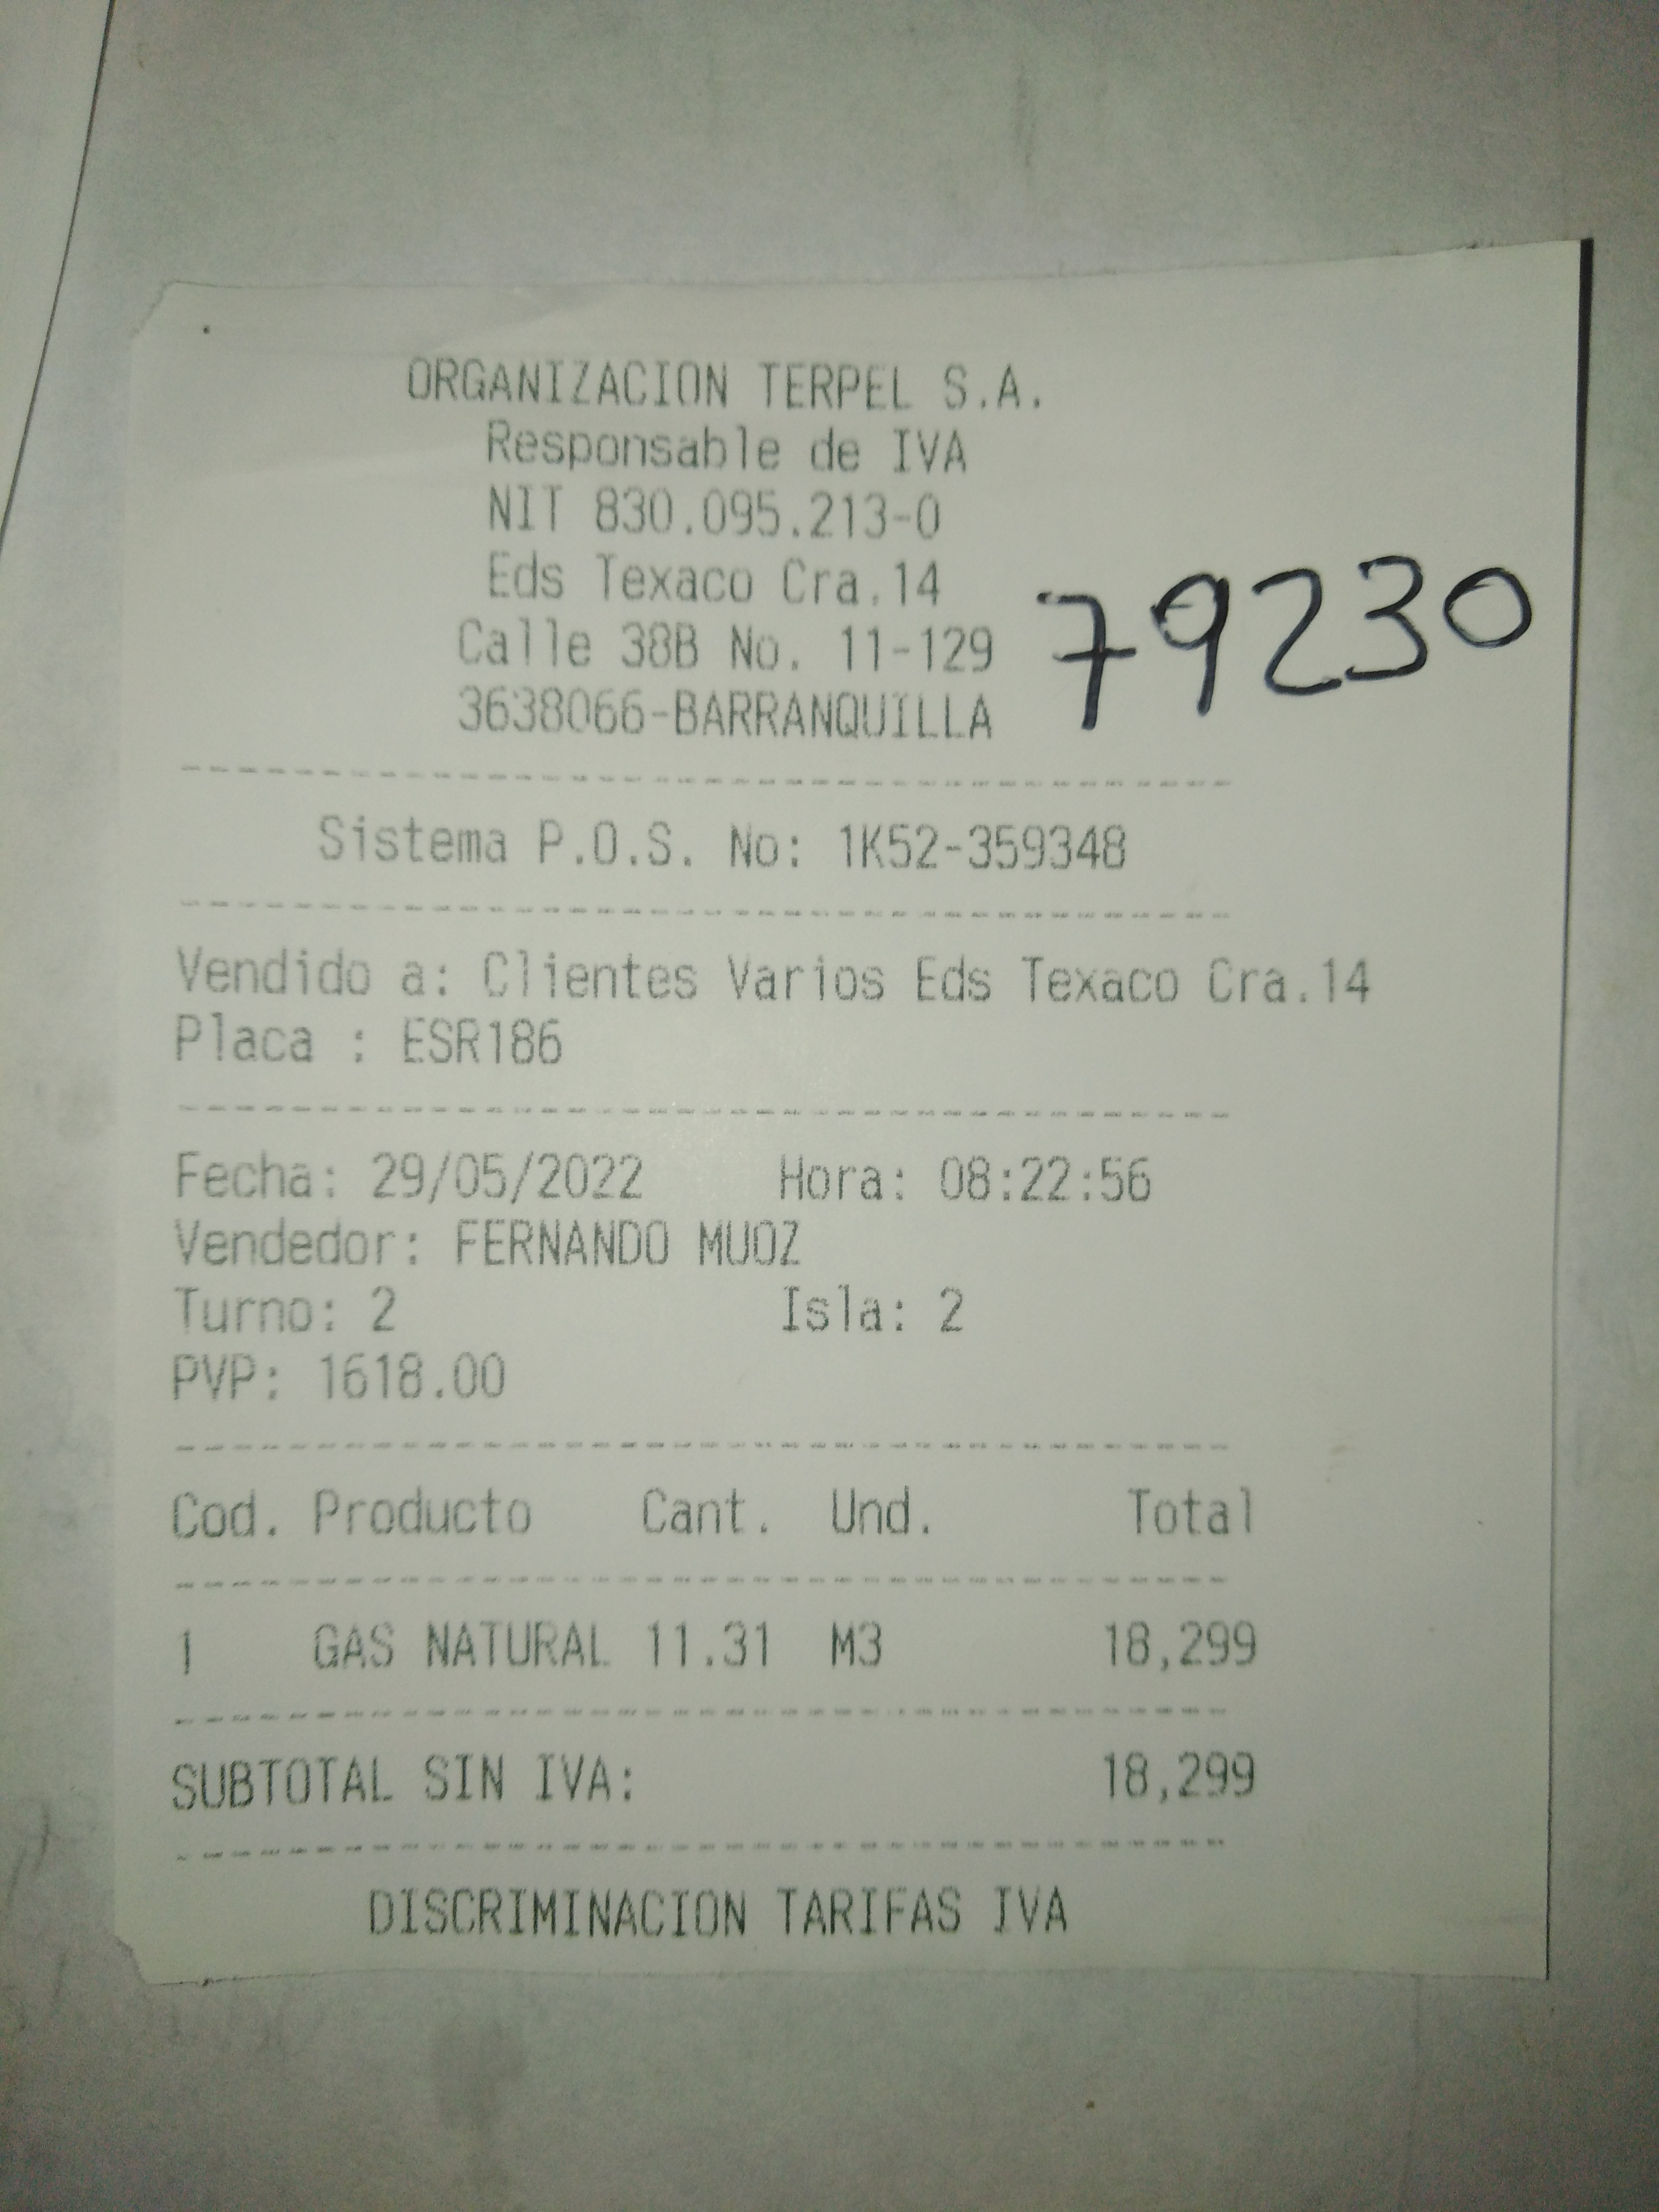 ORGANIZACION TERPEL S.A.
Responsable de IVA
NIT 830.095.213-0
Eds Texaco Cra.14
Calle 38B No. 11-129
79230
3638066-BARRANQUILLA
Sistema P.O.S. No: 1K52-359348
Vendido a: Clientes Varios Eds Texaco Cra.14
Placa : ESR186
Fecha: 29/05/2022 Hora: 08:22:56
Vendedor: FERNANDO MUOZ
Turno: 2 Isla: 2
PVP: 1618.00
Cod. Producto Cant. Und. Total
1 GAS NATURAL 11.31 M3 18,299
SUBTOTAL SIN IVA: 18,299
DISCRIMINACION TARIFAS IVA